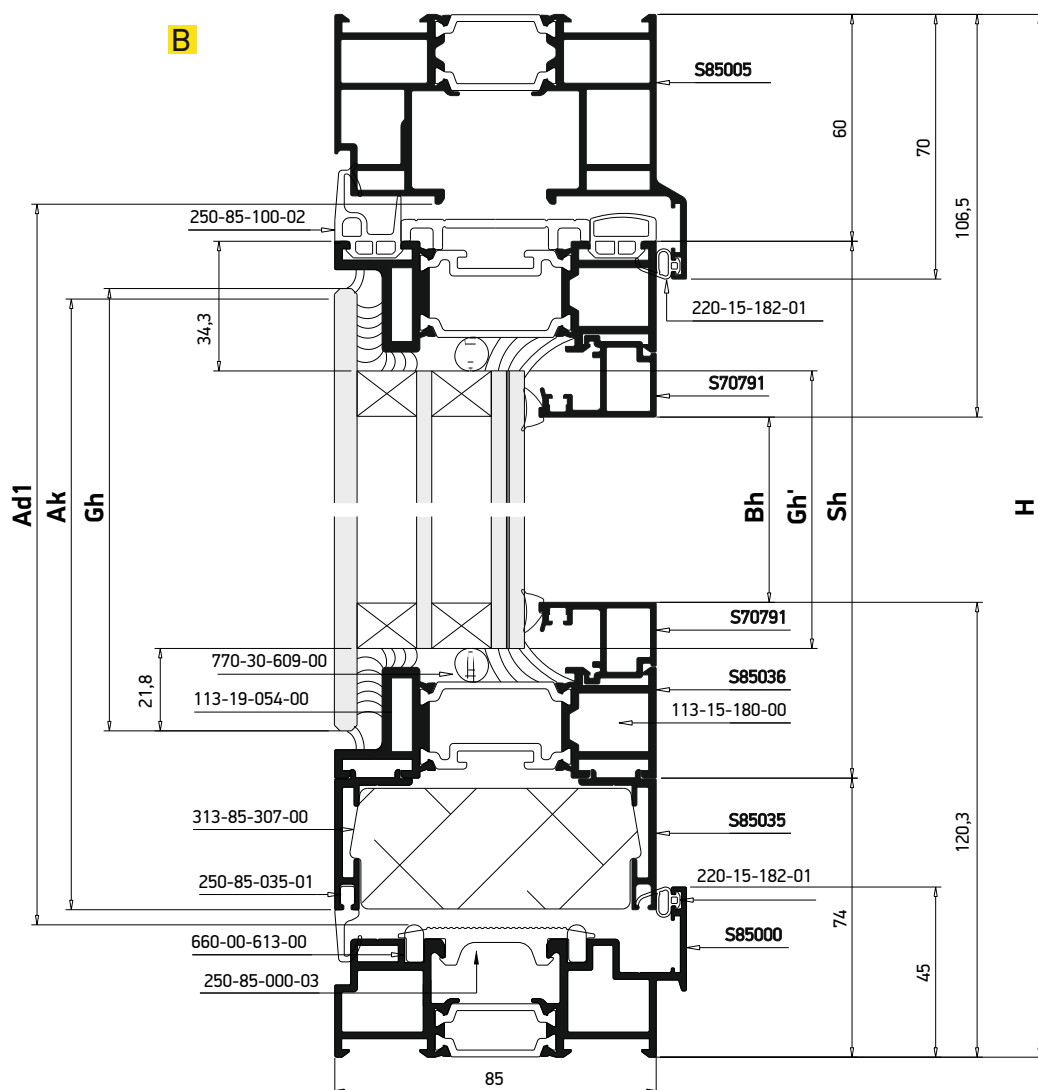 B
S85005
60
70
106,5
250-85-100-02
34,3
220-15-182-01
S70791
Ad1
Ak
Gh
Bh
Gh'
Sh
H
S70791
770-30-609-00
S85036
113-19-054-00
113-15-180-00
21,8
313-85-307-00
S85035
120,3
250-85-035-01
220-15-182-01
74
660-00-613-00
S85000
250-85-000-03
45
85